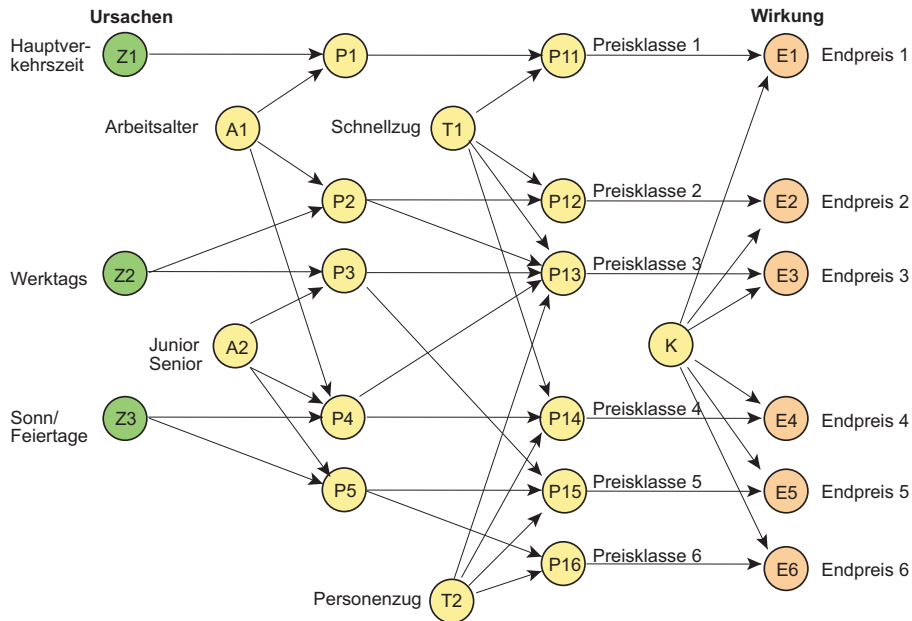 Ursachen
Wirkung
Hauptver-
kehrszeit
Z1
P1
P11
Preisklasse 1
E1
Endpreis 1
Arbeitsalter
A1
Schnellzug
T1
P2
P12
Preisklasse 2
E2
Endpreis 2
Werktags
Z2
P3
P13
Preisklasse 3
E3
Endpreis 3
Junior
Senior
A2
K
Sonn/
Feiertage
Z3
P4
P14
Preisklasse 4
E4
Endpreis 4
P5
P15
Preisklasse 5
E5
Endpreis 5
P16
Preisklasse 6
E6
Endpreis 6
Personenzug
T2